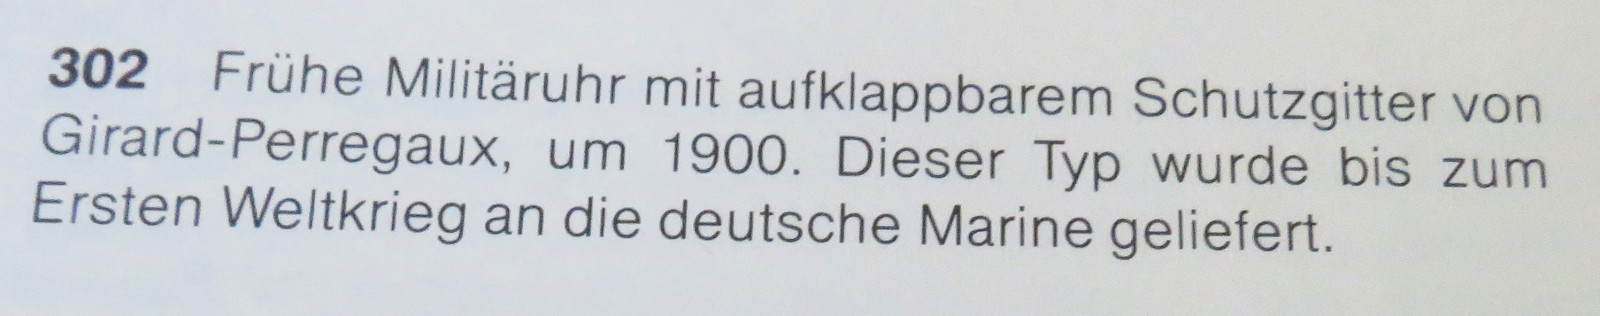 302 Frühe Militäruhr mit aufklappbarem Schutzgitter von
Girard-Perregaux, um 1900. Dieser Typ wurde bis zum
Ersten Weltkrieg an die deutsche Marine geliefert.